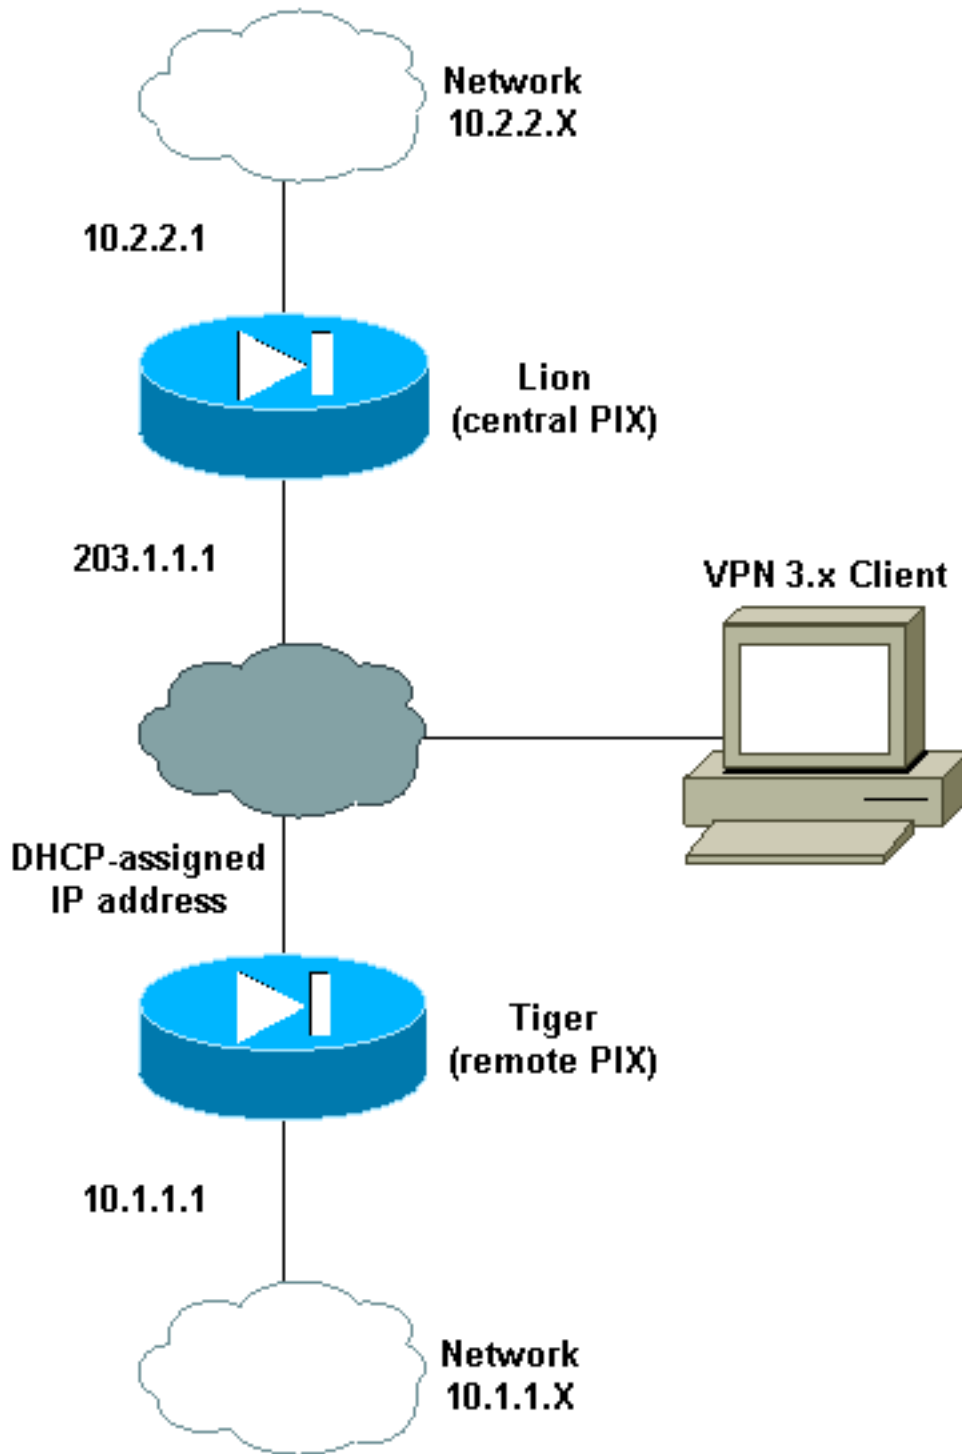 Network
10.2.2.X
10.2.2.1
Lion
(central PIX)
203.1.1.1
VPN 3.x Client
DHCP-assigned
IP address
Tiger
(remote PIX)
10.1.1.1
Network
10.1.1.X